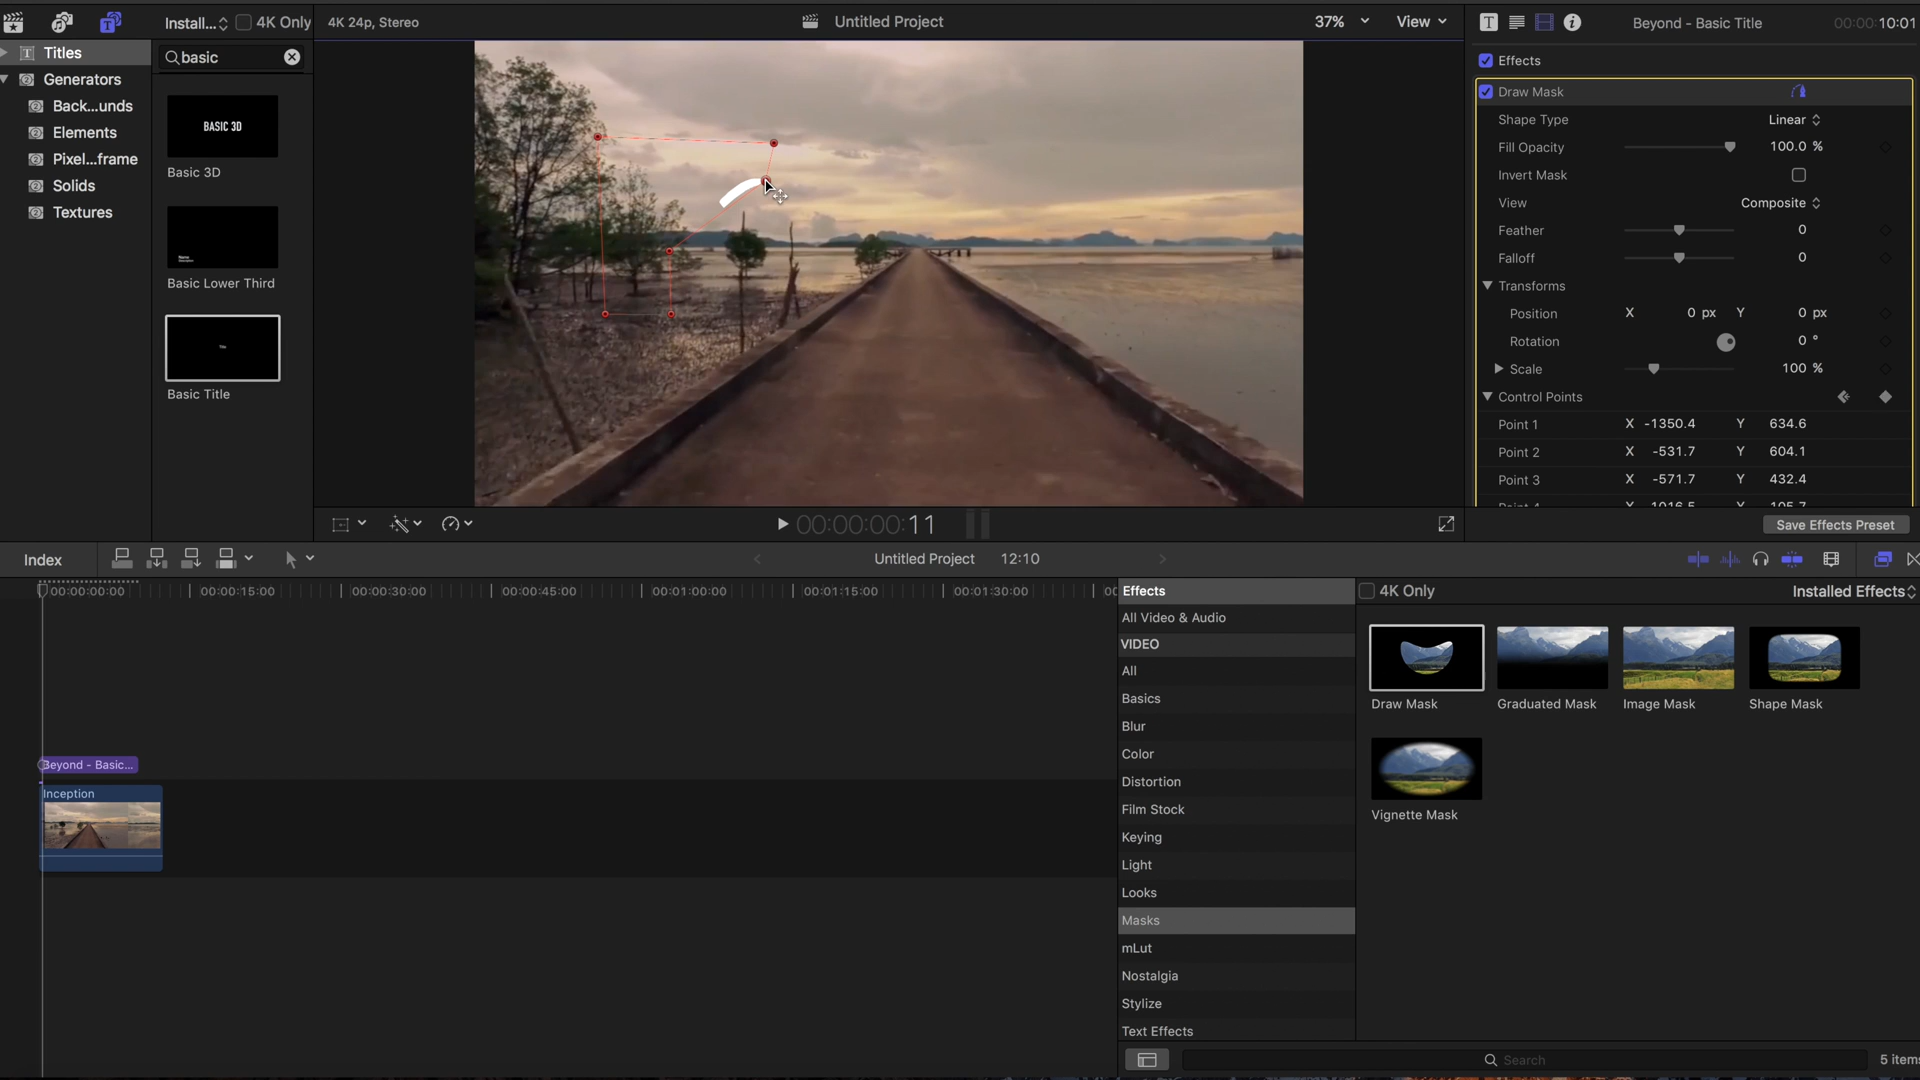 Install...
4K Only
4K 24p, Stereo
Untitled Project
37%
View
Beyond - Basic Title
00:00:10:01
Titles
basic
Generators
Back...unds
Elements
Pixel...frame
Solids
Textures
BASIC 3D
Basic 3D
Basic Lower Third
Title
Basic Title
Effects
Draw Mask
Shape Type
Linear
Fill Opacity
100.0 %
Invert Mask
View
Composite
Feather
0
Falloff
0
Transforms
Position
X 0 px Y 0 px
Rotation
0 °
Scale
100 %
Control Points
Point 1 X -1350.4 Y 634.6
Point 2 X -531.7 Y 604.1
Point 3 X -571.7 Y 432.4
Save Effects Preset
00:00:00:11
Index
Untitled Project 12:10
00:00:00:00 00:00:15:00 00:00:30:00 00:00:45:00 00:01:00:00 00:01:15:00 00:01:30:00
Beyond - Basic...
Inception
Effects
4K Only
Installed Effects
All Video & Audio
VIDEO
All
Basics
Blur
Color
Distortion
Film Stock
Keying
Light
Looks
Masks
mLut
Nostalgia
Stylize
Text Effects
Draw Mask
Graduated Mask
Image Mask
Shape Mask
Vignette Mask
Search
5 items